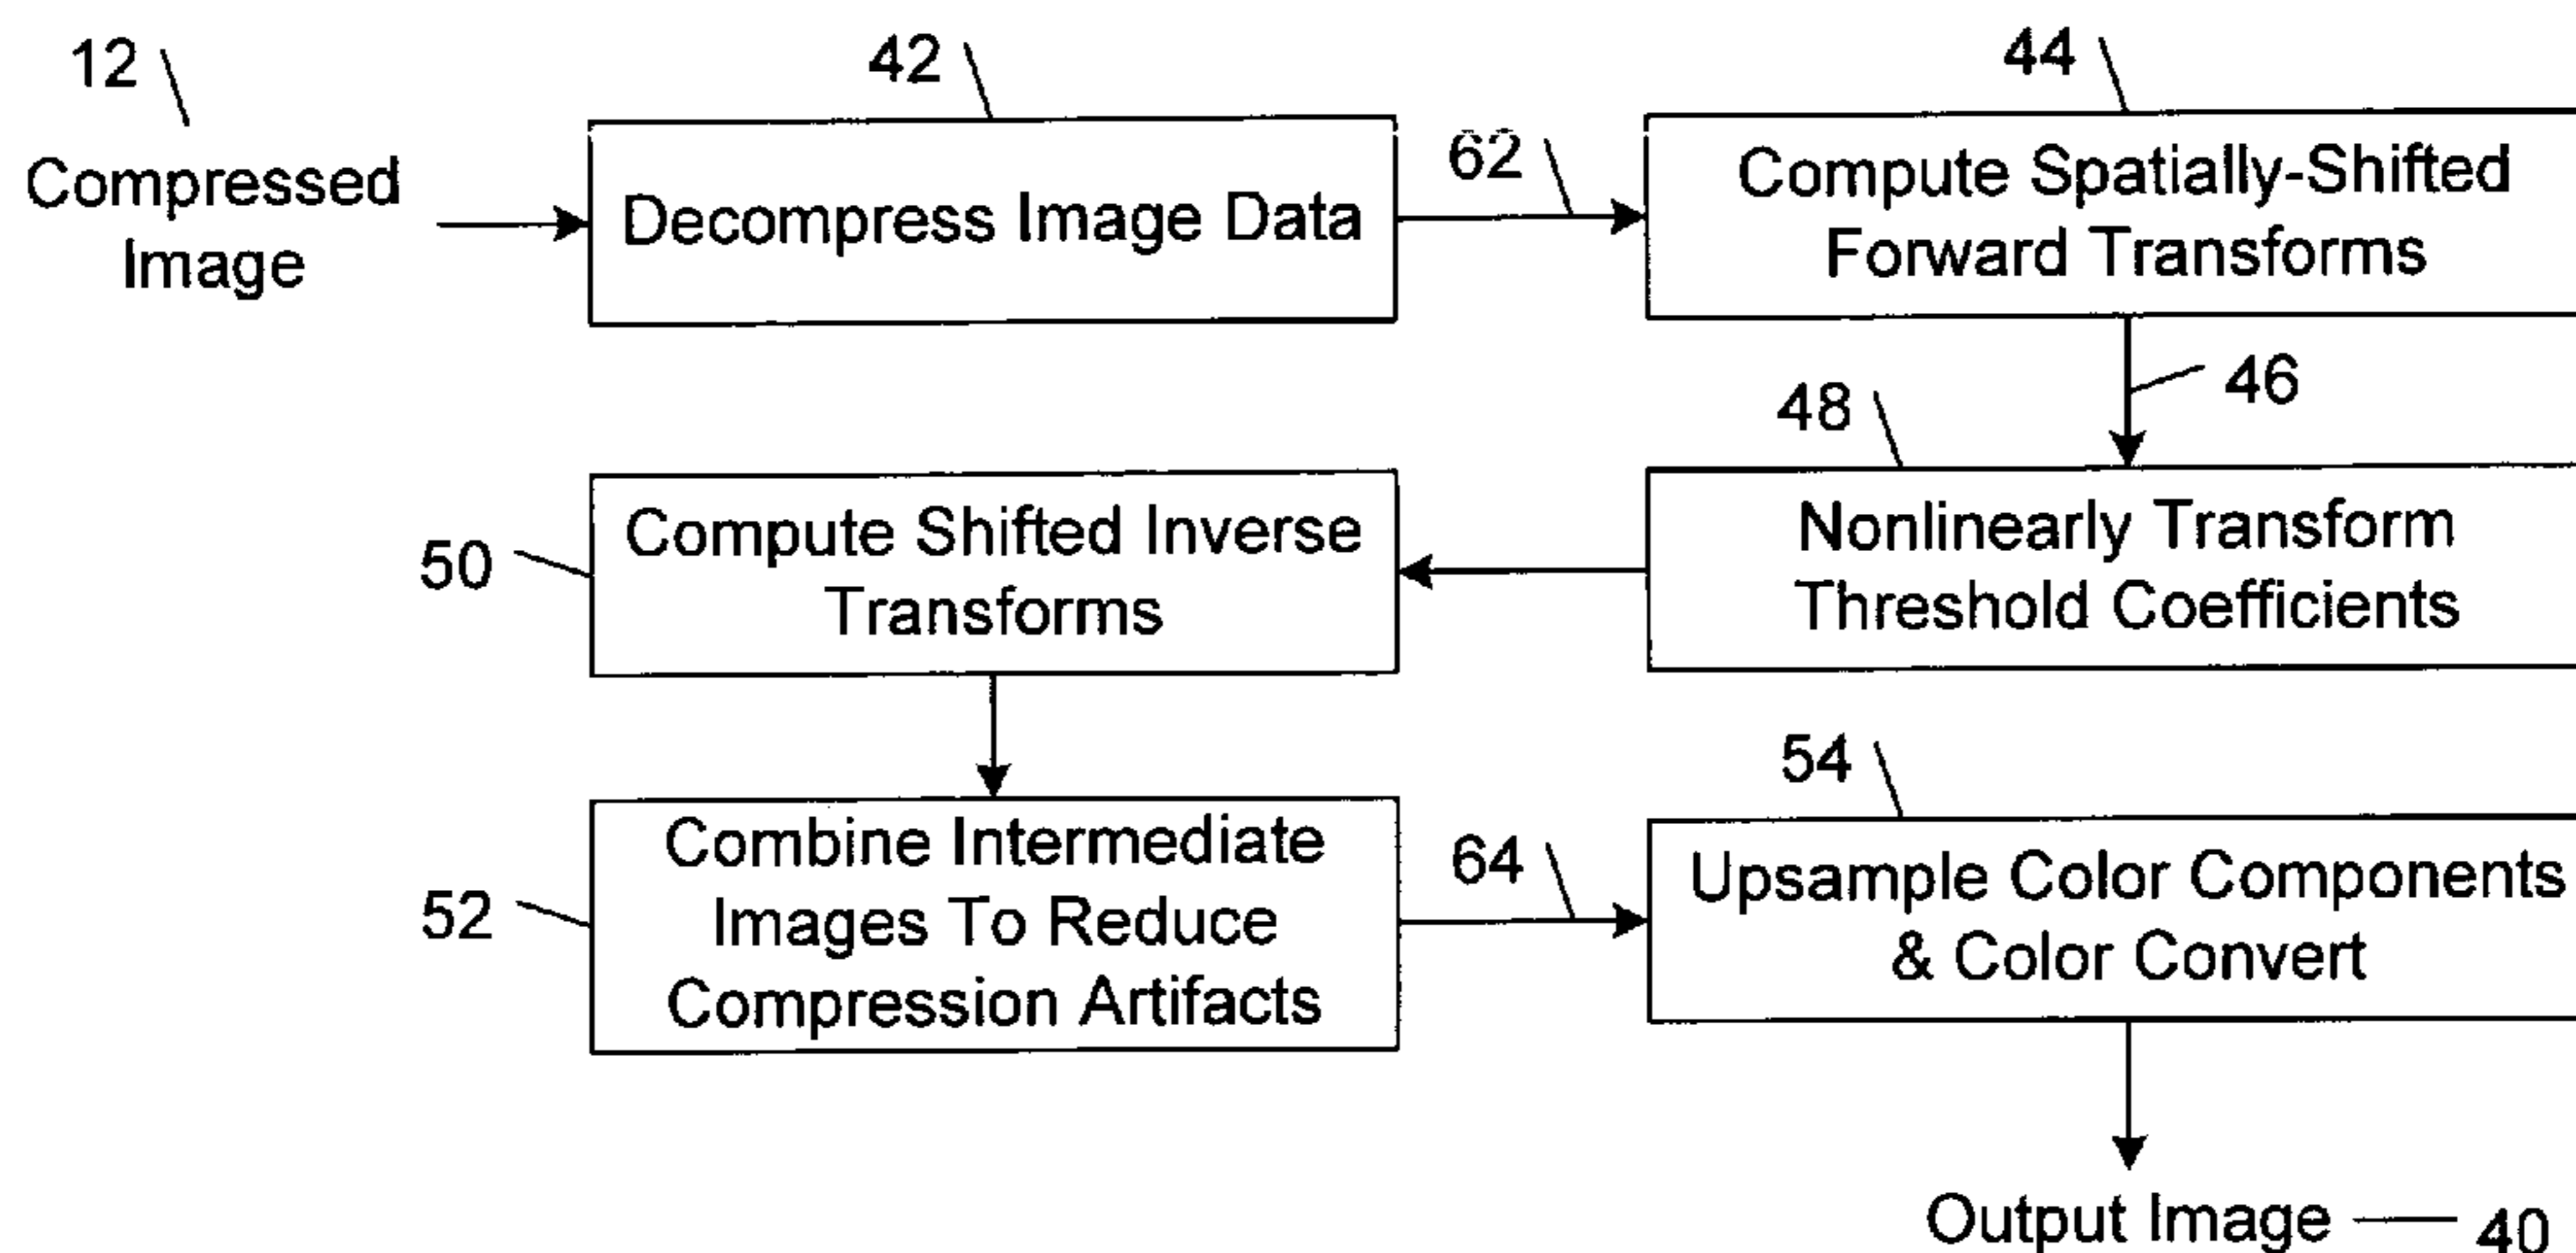 12
Compressed
Image
42
Decompress Image Data
62
44
Compute Spatially-Shifted
Forward Transforms
46
48
Nonlinearly Transform
Threshold Coefficients
50
Compute Shifted Inverse
Transforms
52
Combine Intermediate
Images To Reduce
Compression Artifacts
64
54
Upsample Color Components
& Color Convert
Output Image
40